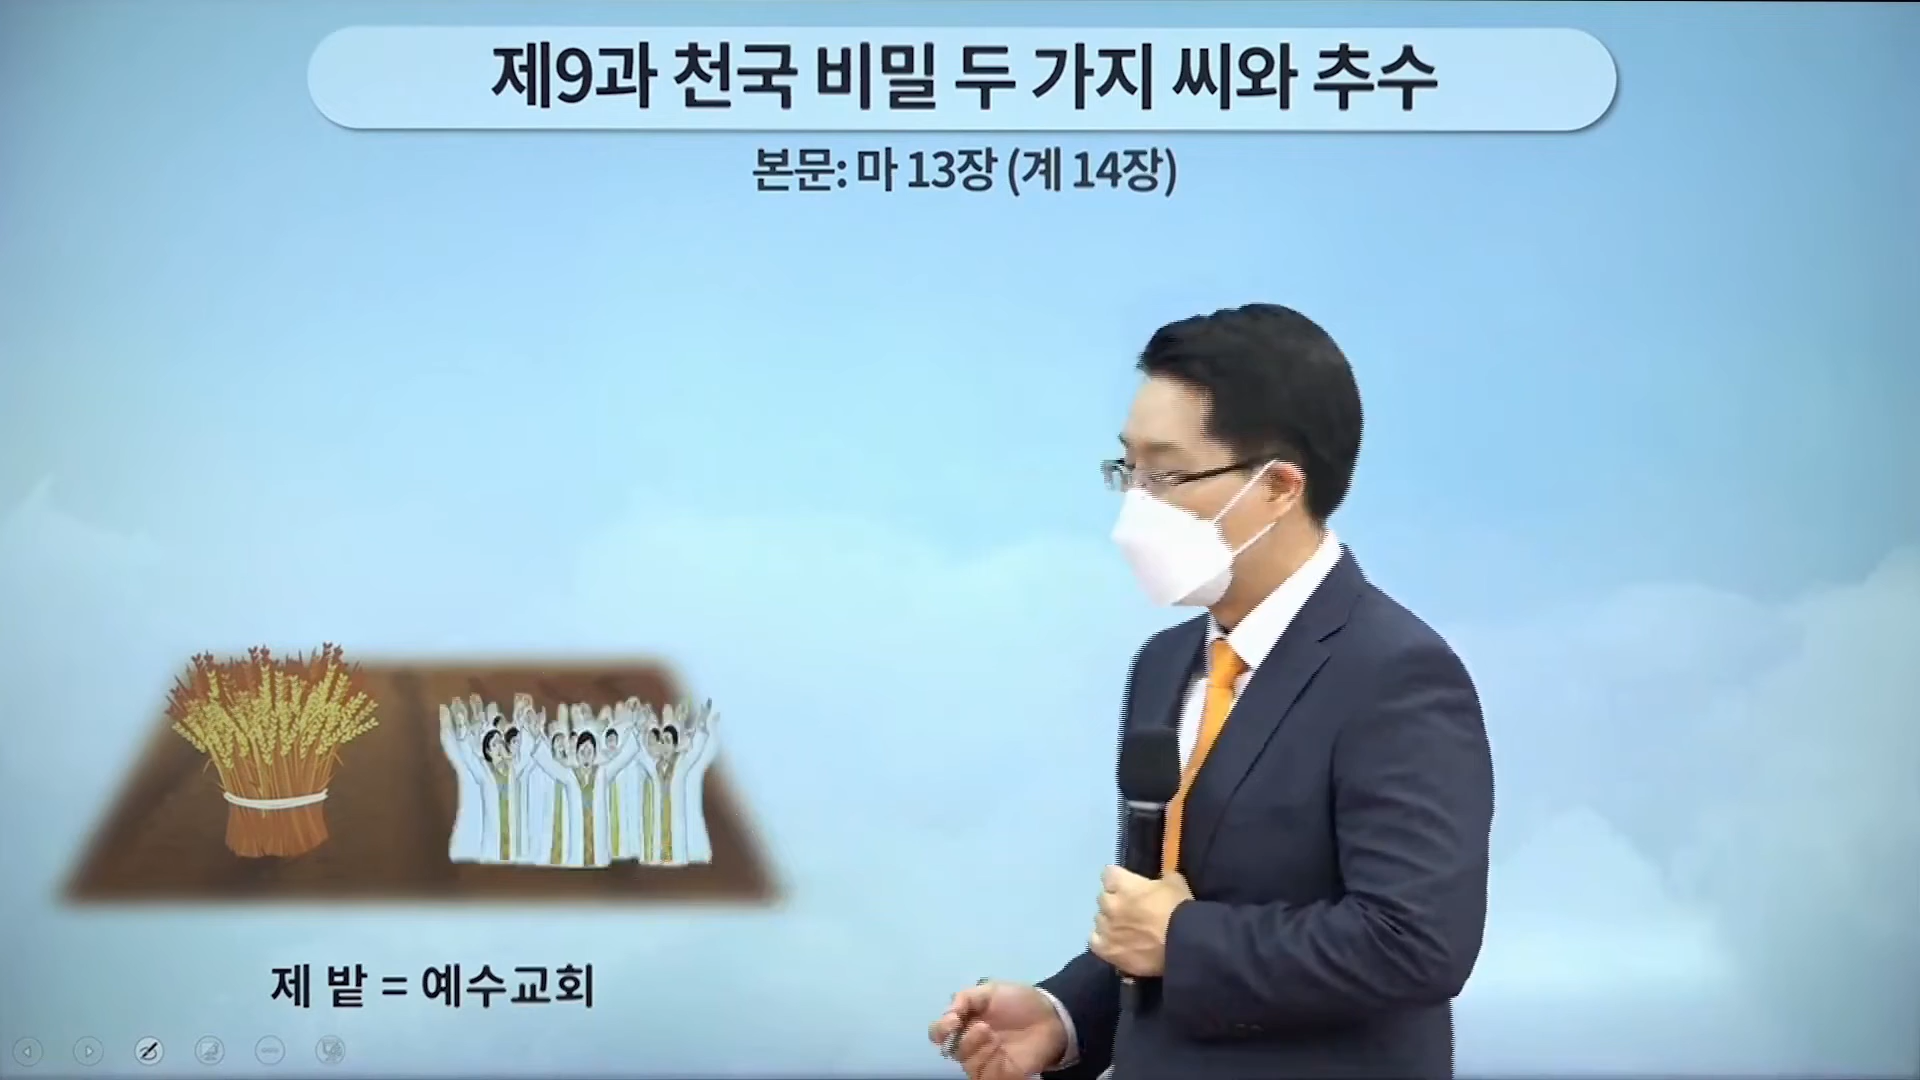 제9과 천국 비밀 두 가지 씨와 추수
본문: 마 13장 (계 14장)
제 밭 = 예수교회